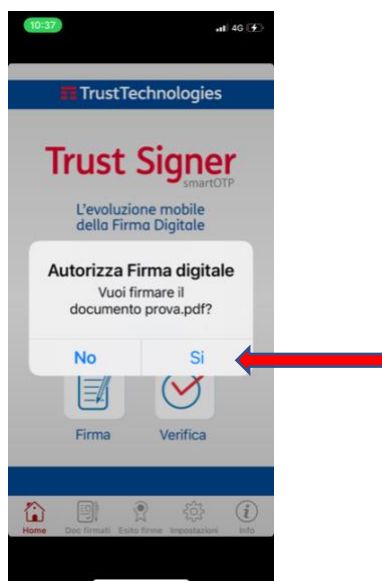 10:37
4G
TrustTechnologies
Trust Signer
smartOTP
L'evoluzione mobile
della Firma Digitale
Autorizza Firma digitale
Vuoi firmare il
documento prova.pdf?
No
Si
Firma
Verifica
Home
Doc firmati
Esito firme
Impostazioni
Info